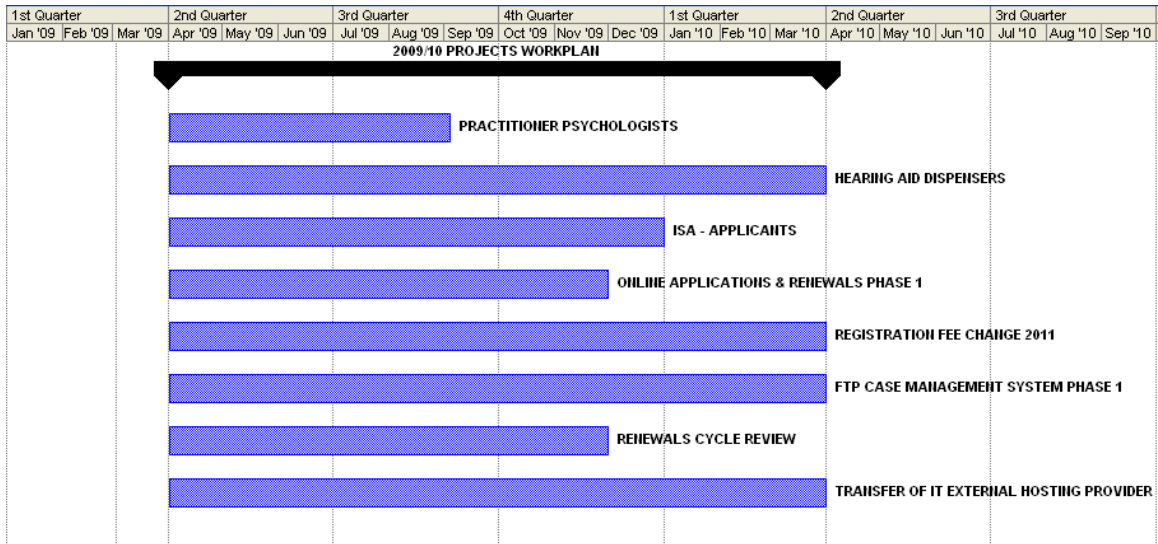 1st Quarter 2nd Quarter 3rd Quarter 4th Quarter 1st Quarter 2nd Quarter 3rd Quarter
Jan '09 Feb '09 Mar '09 Apr '09 May '09 Jun '09 Jul '09 Aug '09 Sep '09 Oct '09 Nov '09 Dec '09 Jan '10 Feb '10 Mar '10 Apr '10 May '10 Jun '10 Jul '10 Aug '10 Sep '10
2009/10 PROJECTS WORKPLAN
PRACTITIONER PSYCHOLOGISTS
HEARING AID DISPENSERS
ISA - APPLICANTS
ONLINE APPLICATIONS & RENEWALS PHASE 1
REGISTRATION FEE CHANGE 2011
FTP CASE MANAGEMENT SYSTEM PHASE 1
RENEWALS CYCLE REVIEW
TRANSFER OF IT EXTERNAL HOSTING PROVIDER